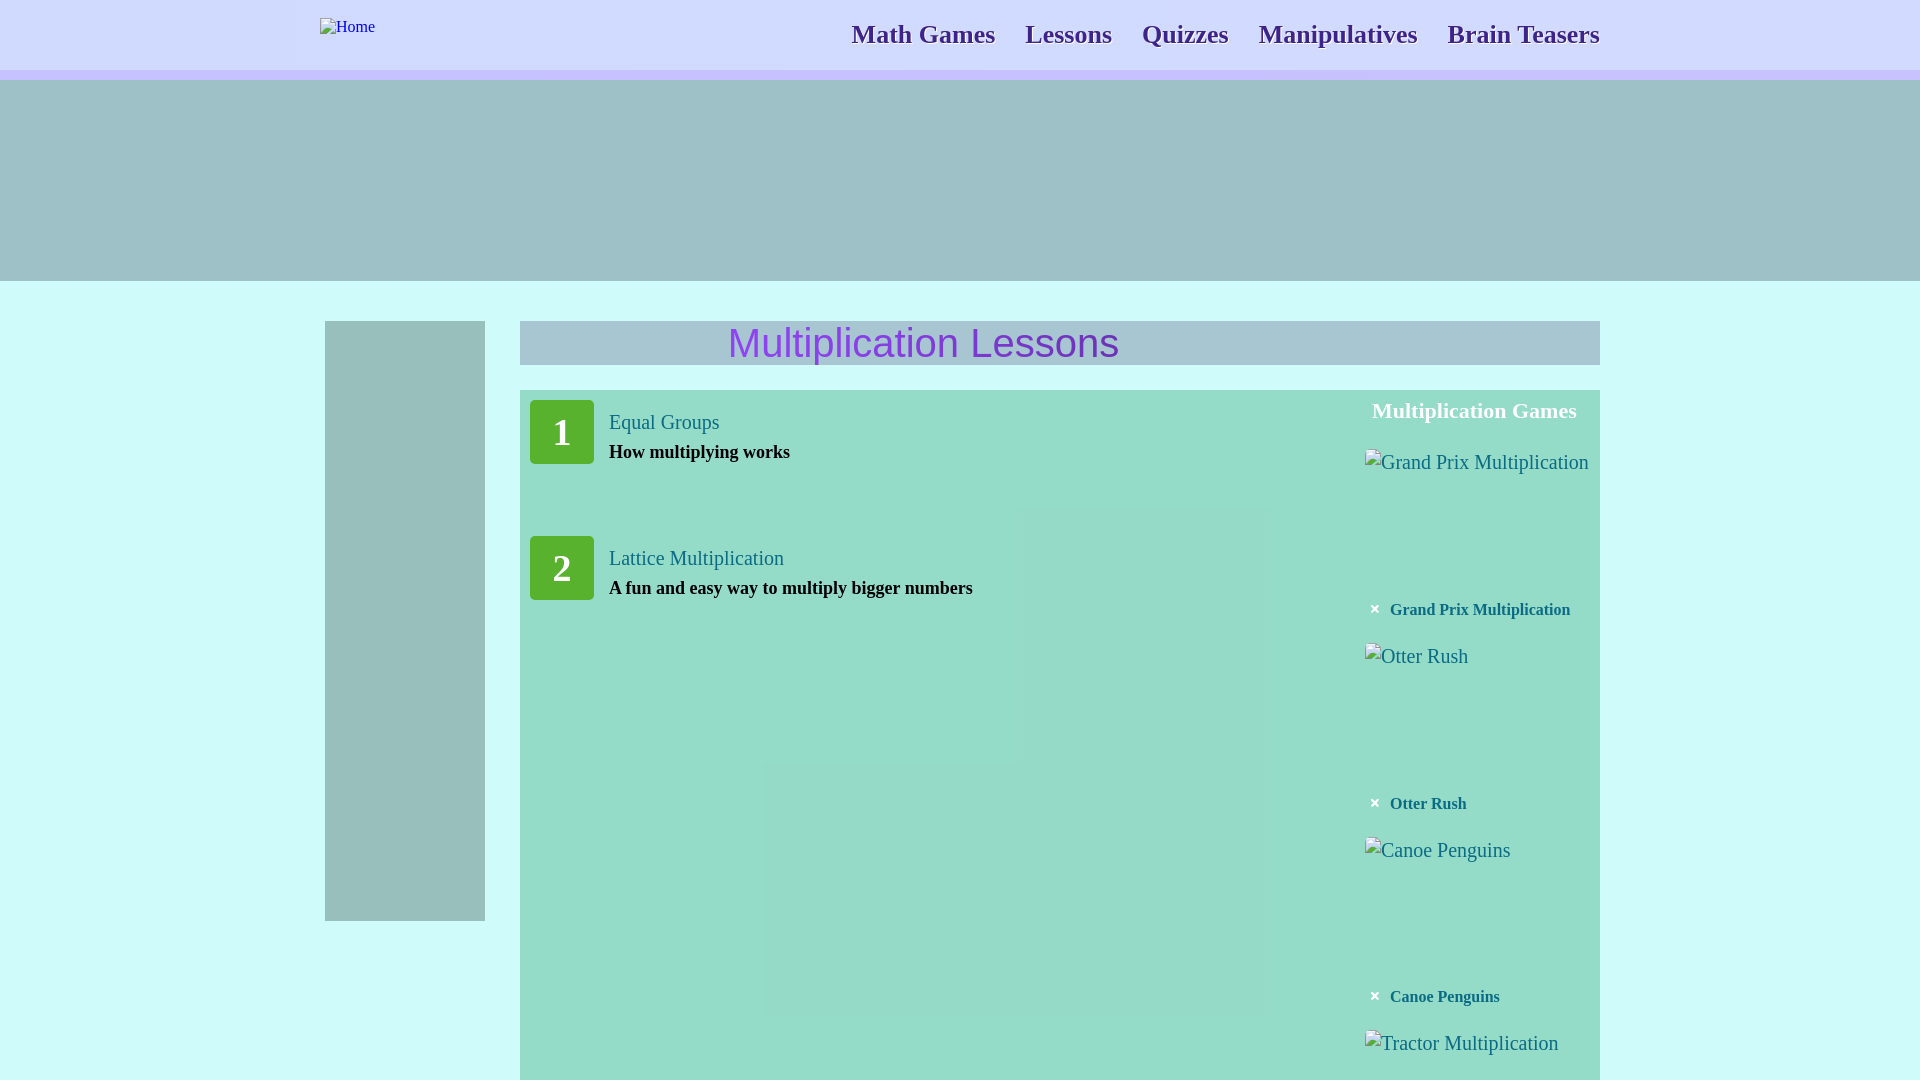 Home
Math Games
Lessons
Quizzes
Manipulatives
Brain Teasers
Multiplication Lessons
1
Equal Groups
How multiplying works
2
Lattice Multiplication
A fun and easy way to multiply bigger numbers
Multiplication Games
Grand Prix Multiplication
Grand Prix Multiplication
Otter Rush
Otter Rush
Canoe Penguins
Canoe Penguins
Tractor Multiplication